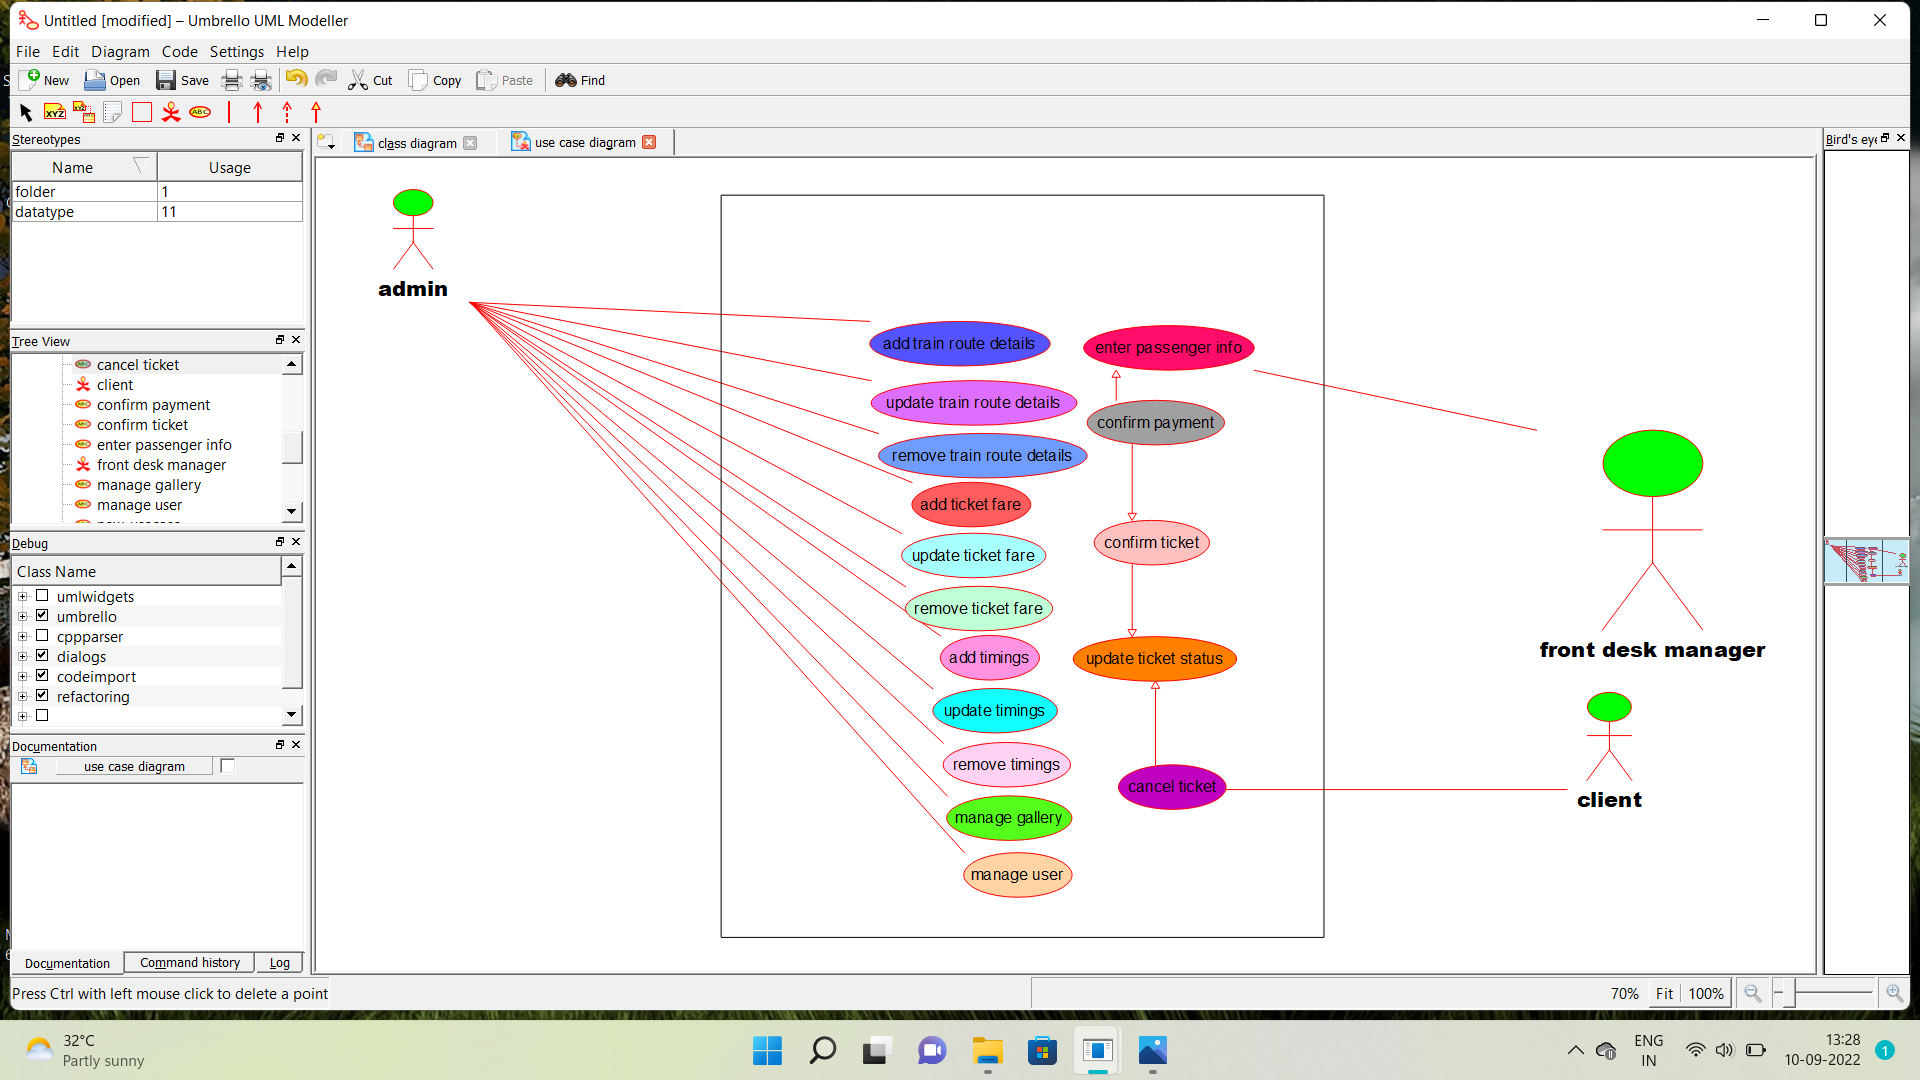 Untitled [modified] – Umbrello UML Modeller
File Edit Diagram Code Settings Help
New Open Save Cut Copy Paste Find
XYZ XYZ ABC
Stereotypes
Name Usage
folder 1
datatype 11
Tree View
cancel ticket
client
confirm payment
confirm ticket
enter passenger info
front desk manager
manage gallery
manage user
Debug
Class Name
umlwidgets
umbrello
cppparser
dialogs
codeimport
refactoring
Documentation
use case diagram
Documentation Command history Log
Press Ctrl with left mouse click to delete a point
class diagram use case diagram
Bird's eye
admin
add train route details
update train route details
remove train route details
add ticket fare
update ticket fare
remove ticket fare
add timings
update timings
remove timings
manage gallery
manage user
enter passenger info
confirm payment
confirm ticket
update ticket status
cancel ticket
front desk manager
client
70% Fit 100%
32°C
Partly sunny
ENG
IN
13:28
10-09-2022
1